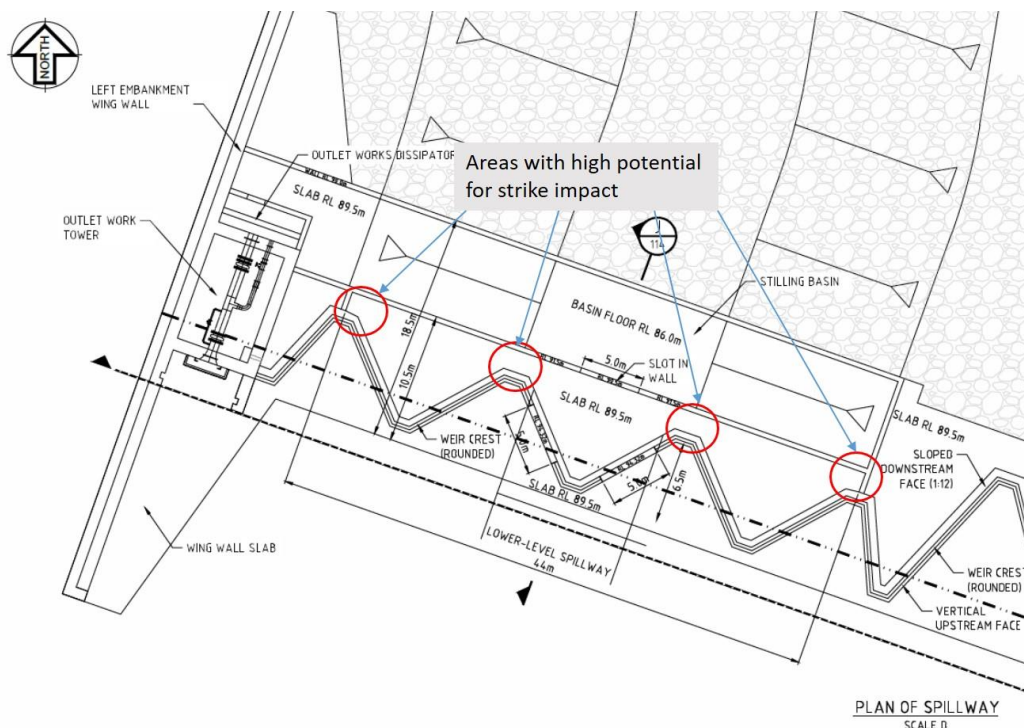 NORTH
LEFT EMBANKMENT
WING WALL
OUTLET WORKS DISSIPATOR
Areas with high potential
for strike impact
SLAB RL 89.5m
OUTLET WORK
TOWER
114
STILLING BASIN
BASIN FLOOR RL 86.0m
18.5m
10.5m
5.0m
SLOT IN
WALL
SLAB RL 89.5m
SLAB RL 89.5m
WEIR CREST
(ROUNDED)
5.0m
6.5m
SLOPED
DOWNSTREAM
FACE (1:12)
SLAB RL 89.5m
LOWER-LEVEL SPILLWAY
44m
WING WALL SLAB
WEIR CREST
(ROUNDED)
VERTICAL
UPSTREAM FACE
PLAN OF SPILLWAY